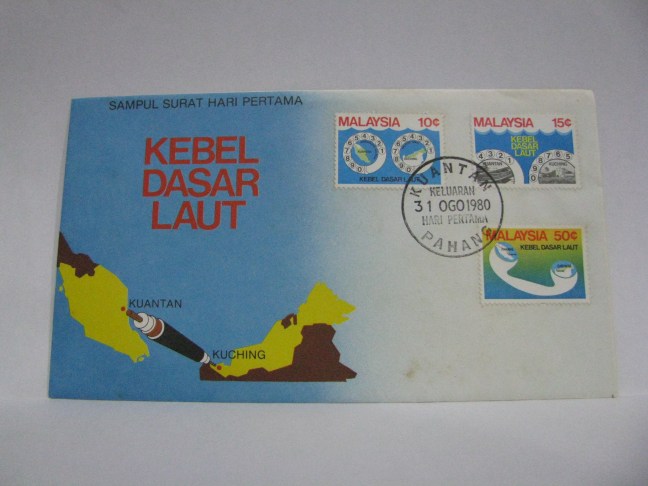 SAMPUL SURAT HARI PERTAMA
KEBEL
DASAR
LAUT
KUANTAN
KUCHING
MALAYSIA 10¢
KEBEL DASAR LAUT
MALAYSIA 15¢
KEBEL
DASAR
LAUT
KUCHING
KUANTAN
KELUARAN
31 OGO 1980
HARI PERTAMA
PAHANG
MALAYSIA 50¢
KEBEL DASAR LAUT